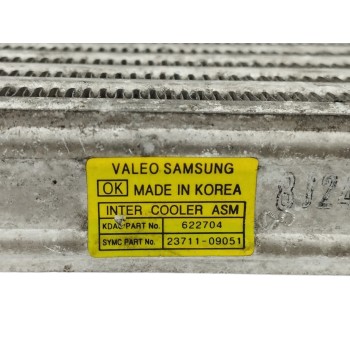 VALEO SAMSUNG
OK MADE IN KOREA
INTER COOLER ASM
KDAC PART No. 622704
SYMC PART No. 23711-09051